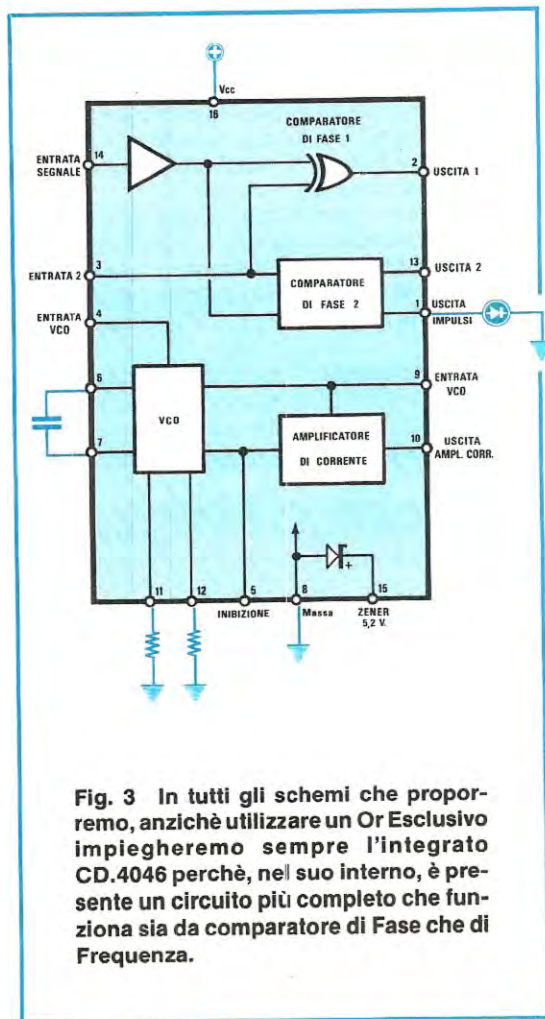 Vcc
16
COMPARATORE
DI FASE 1
ENTRATA
SEGNALE
14
2
USCITA 1
ENTRATA 2
3
13
USCITA 2
COMPARATORE
DI FASE 2
1
USCITA
IMPULSI
4
ENTRATA
VCO
6
VCO
9
ENTRATA
VCO
7
AMPLIFICATORE
DI CORRENTE
10
USCITA
AMPL. CORR.
11
12
5
8
15
INIBIZIONE
Massa
ZENER
5,2 V.
+
Fig. 3 In tutti gli schemi che propor-
remo, anzichè utilizzare un Or Esclusivo
impiegheremo sempre l'integrato
CD.4046 perchè, nel suo interno, è pre-
sente un circuito più completo che fun-
ziona sia da comparatore di Fase che di
Frequenza.